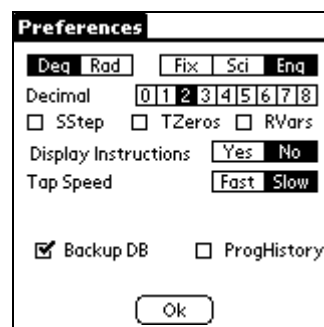 Preferences
Deg Rad Fix Sci Eng
Decimal 0 1 2 3 4 5 6 7 8
SStep TZeros RVars
Display Instructions Yes No
Tap Speed Fast Slow
Backup DB ProgHistory
Ok